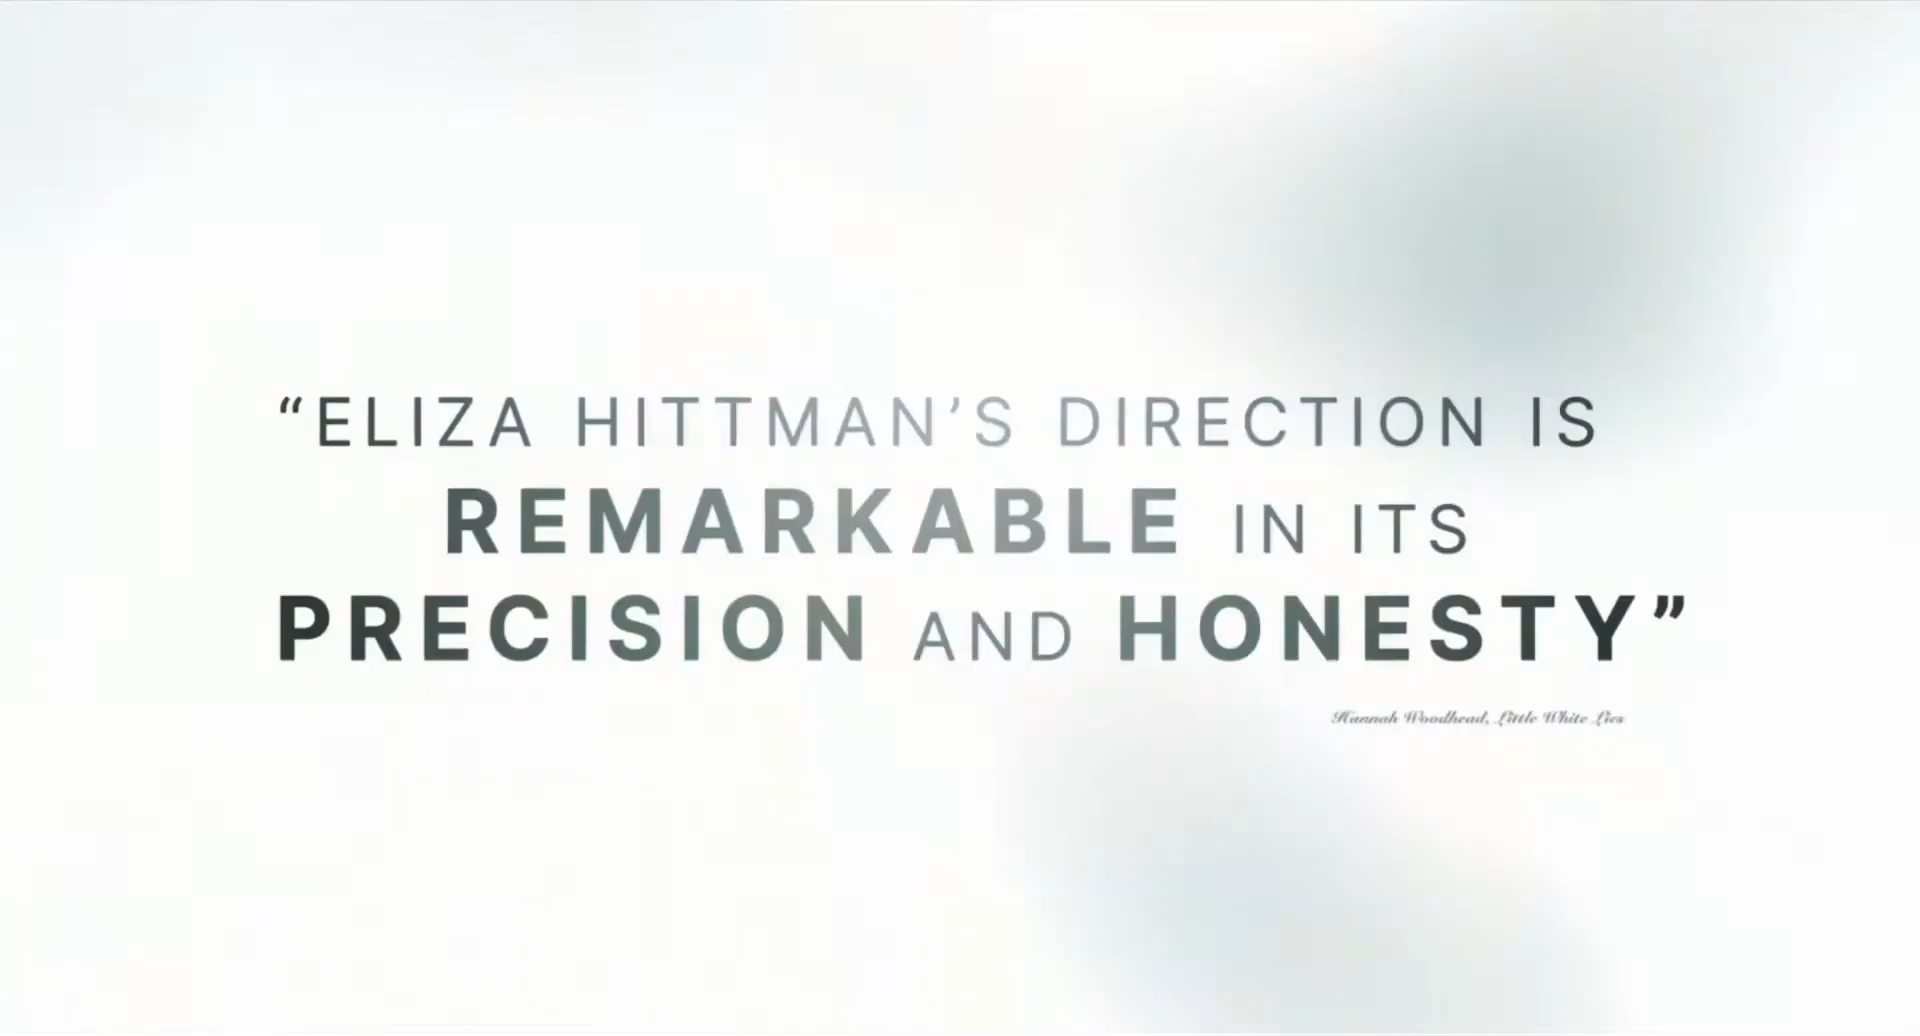 “ELIZA HITTMAN’S DIRECTION IS
REMARKABLE IN ITS
PRECISION AND HONESTY”
Hannah Woodhead, Little White Lies